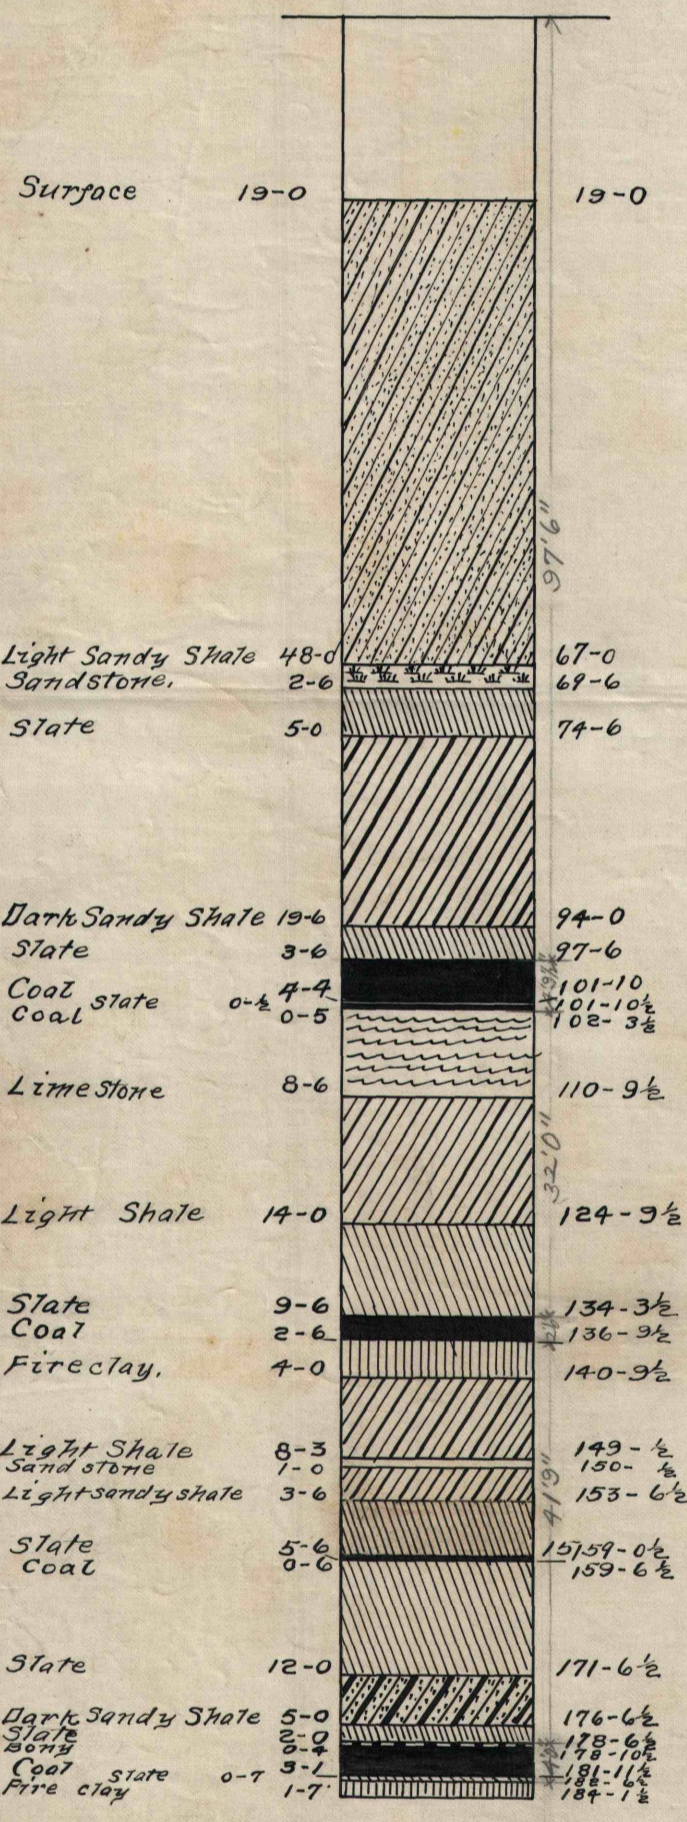 Surface 19-0 19-0
97'6"
Light Sandy Shale 48-0 67-0
Sandstone. 2-6 69-6
Slate 5-0 74-6
Dark Sandy Shale 19-6 94-0
Slate 3-6 97-6
Coal 4-4 101-10
Slate 0-½ 101-10½
Coal 0-5 102-3½
Limestone 8-6 110-9½
32'0"
Light Shale 14-0 124-9½
Slate 9-6 134-3½
Coal 2-6 136-9½
Fireclay. 4-0 140-9½
Light Shale 8-3 149-½
Sandstone 1-0 150-½
Light sandy shale 3-6 153-6½
41'9"
Slate 5-6 15159-0½
Coal 0-6 159-6½
Slate 12-0 171-6½
Dark Sandy Shale 5-0 176-6½
Slate 2-0 178-6½
Bony 0-4 178-10½
Coal 3-1 181-11½
Slate 0-7 182-6½
Fire clay 1-7 184-1½